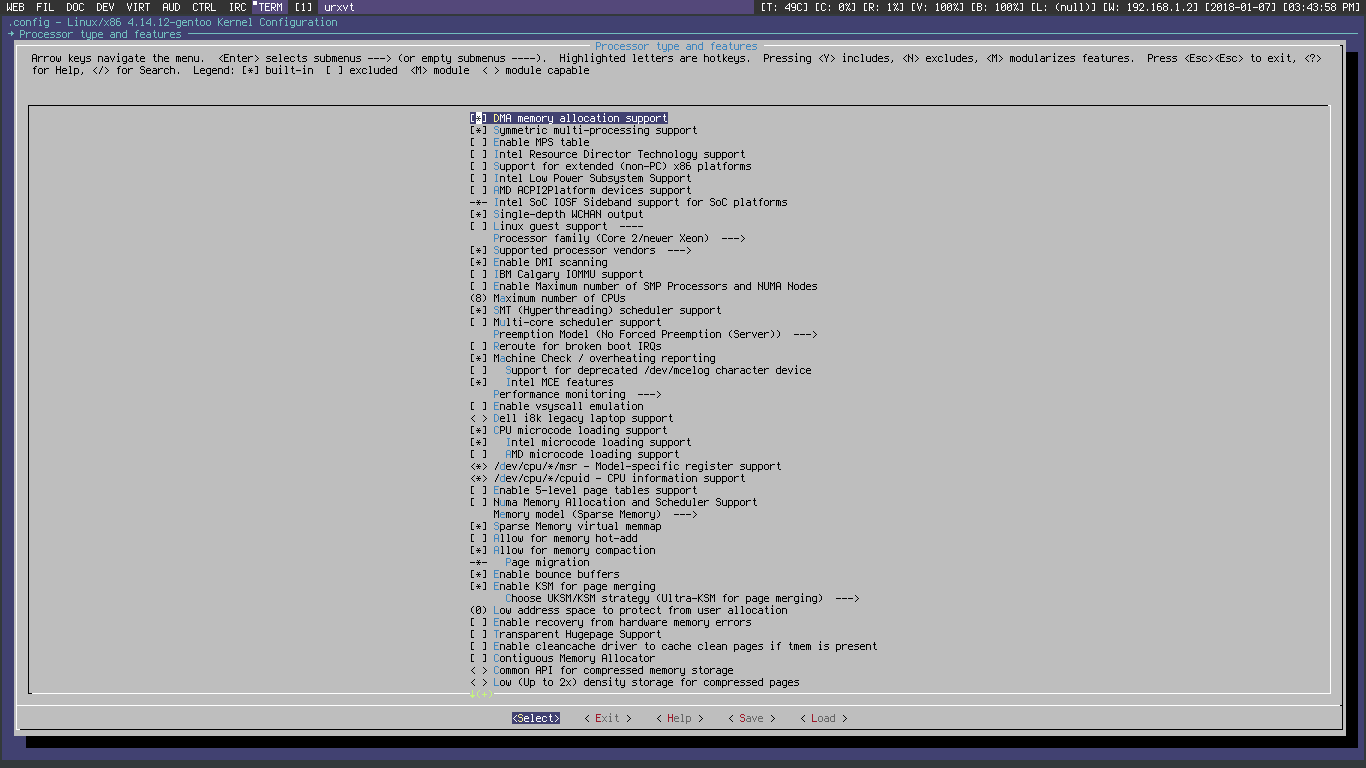 WEB FIL DOC DEV VIRT AUD CTRL IRC TERM [1] urxvt [T: 49C] [C: 0%] [R: 1%] [V: 100%] [B: 100%] [L: (null)] [W: 192.168.1.2] [2018-01-07] [03:43:58 PM]
.config - Linux/x86 4.14.12-gentoo Kernel Configuration
→ Processor type and features
Processor type and features
Arrow keys navigate the menu. <Enter> selects submenus ---> (or empty submenus ----). Highlighted letters are hotkeys. Pressing <Y> includes, <N> excludes, <M> modularizes features. Press <Esc><Esc> to exit, <?>
for Help, </> for Search. Legend: [*] built-in [ ] excluded <M> module < > module capable
[*] DMA memory allocation support
[*] Symmetric multi-processing support
[ ] Enable MPS table
[ ] Intel Resource Director Technology support
[ ] Support for extended (non-PC) x86 platforms
[ ] Intel Low Power Subsystem Support
[ ] AMD ACPI2Platform devices support
-*- Intel SoC IOSF Sideband support for SoC platforms
[*] Single-depth WCHAN output
[ ] Linux guest support ----
Processor family (Core 2/newer Xeon) --->
[*] Supported processor vendors --->
[*] Enable DMI scanning
[ ] IBM Calgary IOMMU support
[ ] Enable Maximum number of SMP Processors and NUMA Nodes
(8) Maximum number of CPUs
[*] SMT (Hyperthreading) scheduler support
[ ] Multi-core scheduler support
Preemption Model (No Forced Preemption (Server)) --->
[ ] Reroute for broken boot IRQs
[*] Machine Check / overheating reporting
[ ] Support for deprecated /dev/mcelog character device
[*] Intel MCE features
Performance monitoring --->
[ ] Enable vsyscall emulation
< > Dell i8k legacy laptop support
[*] CPU microcode loading support
[*] Intel microcode loading support
[ ] AMD microcode loading support
<*> /dev/cpu/*/msr - Model-specific register support
<*> /dev/cpu/*/cpuid - CPU information support
[ ] Enable 5-level page tables support
[ ] Numa Memory Allocation and Scheduler Support
Memory model (Sparse Memory) --->
[*] Sparse Memory virtual memmap
[ ] Allow for memory hot-add
[*] Allow for memory compaction
-*- Page migration
[*] Enable bounce buffers
[*] Enable KSM for page merging
Choose UKSM/KSM strategy (Ultra-KSM for page merging) --->
(0) Low address space to protect from user allocation
[ ] Enable recovery from hardware memory errors
[ ] Transparent Hugepage Support
[ ] Enable cleancache driver to cache clean pages if tmem is present
[ ] Contiguous Memory Allocator
< > Common API for compressed memory storage
< > Low (Up to 2x) density storage for compressed pages
↓(+)
<Select> < Exit > < Help > < Save > < Load >